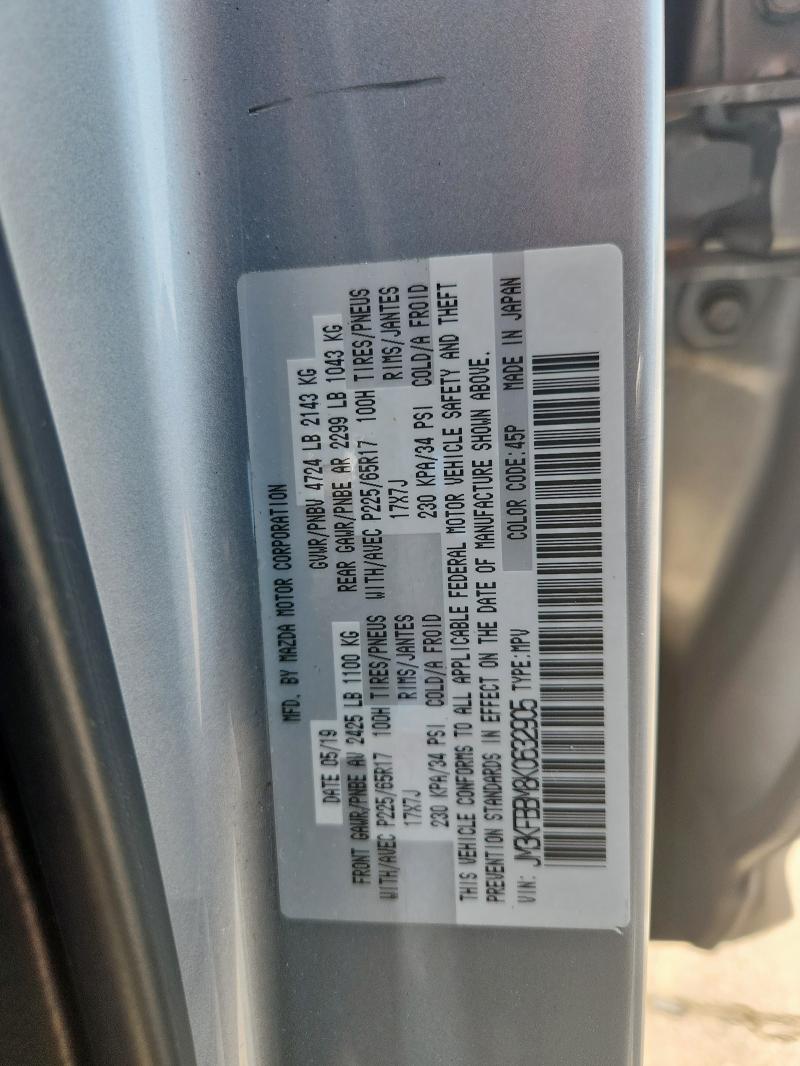 MFD. BY MAZDA MOTOR CORPORATION
DATE 05/19 GVWR/PNBV 4724 LB 2143 KG
FRONT GAWR/PNBE AV 2425 LB 1100 KG REAR GAWR/PNBE AR 2299 LB 1043 KG
WITH/AVEC P225/65R17 100H TIRES/PNEUS WITH/AVEC P225/65R17 100H TIRES/PNEUS
17X7J RIMS/JANTES 17X7J RIMS/JANTES
230 KPA/34 PSI COLD/A FROID 230 KPA/34 PSI COLD/A FROID
THIS VEHICLE CONFORMS TO ALL APPLICABLE FEDERAL MOTOR VEHICLE SAFETY AND THEFT
PREVENTION STANDARDS IN EFFECT ON THE DATE OF MANUFACTURE SHOWN ABOVE.
VIN: JM3KFBBM8K0632905 TYPE:MPV COLOR CODE:45P MADE IN JAPAN